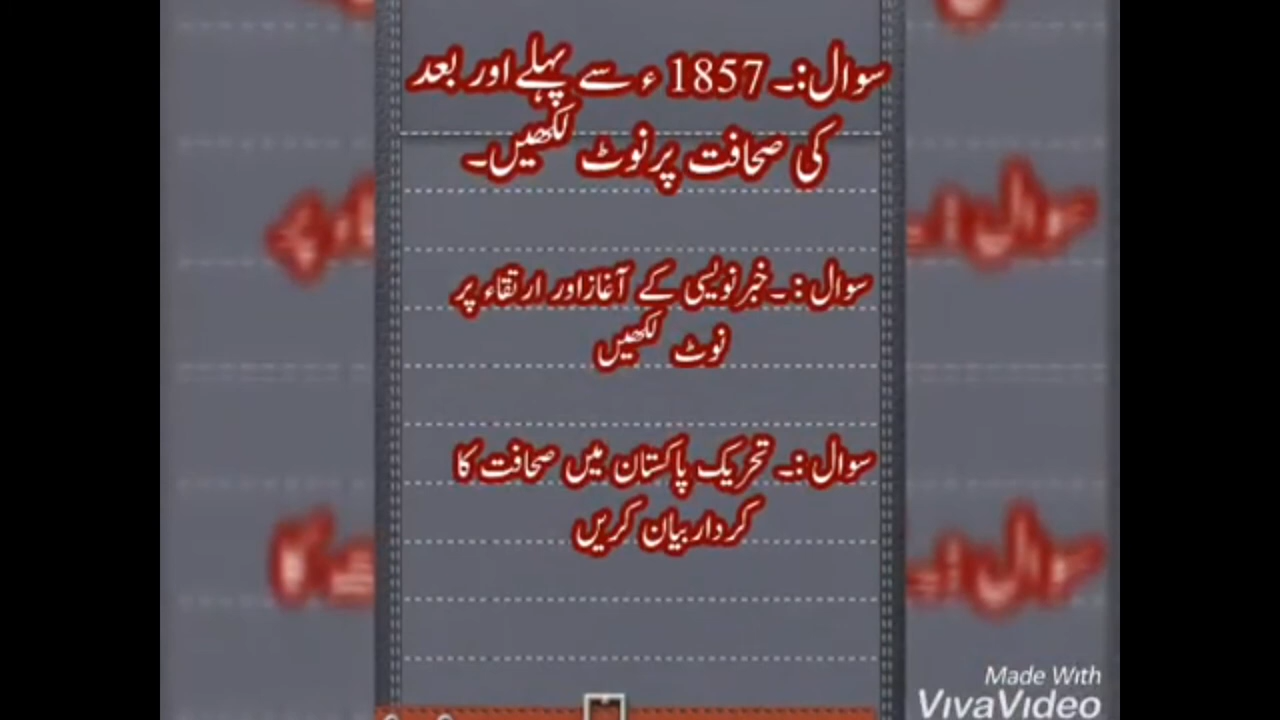 سوال:۔ 1857ء سے پہلے اور بعد
کی صحافت پر نوٹ لکھیں۔
سوال:۔ خبر نویسی کے آغاز اور ارتقاء پر
نوٹ لکھیں
سوال:۔ تحریک پاکستان میں صحافت کا
کردار بیان کریں
Made With
VivaVideo